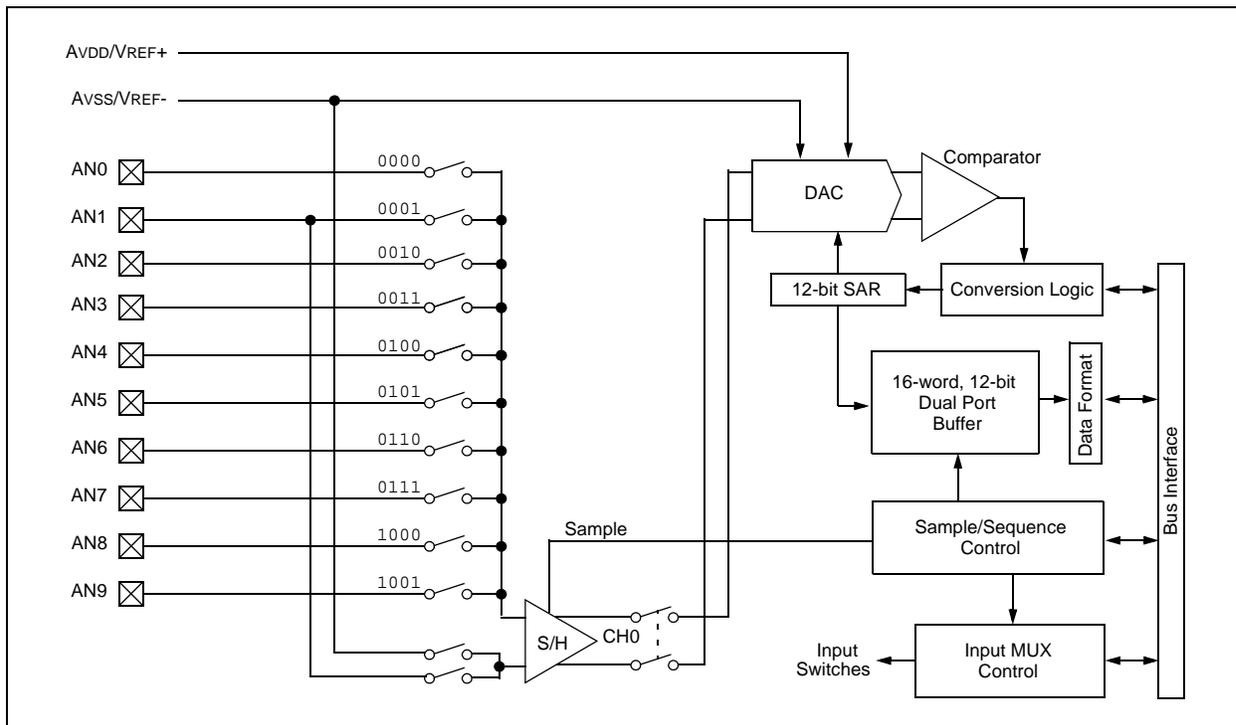 AVDD/VREF+
AVSS/VREF-
AN0
0000
AN1
0001
AN2
0010
AN3
0011
AN4
0100
AN5
0101
AN6
0110
AN7
0111
AN8
1000
AN9
1001
Sample
S/H
CH0
DAC
Comparator
12-bit SAR
Conversion Logic
16-word, 12-bit
Dual Port
Buffer
Data Format
Bus Interface
Sample/Sequence
Control
Input
Switches
Input MUX
Control